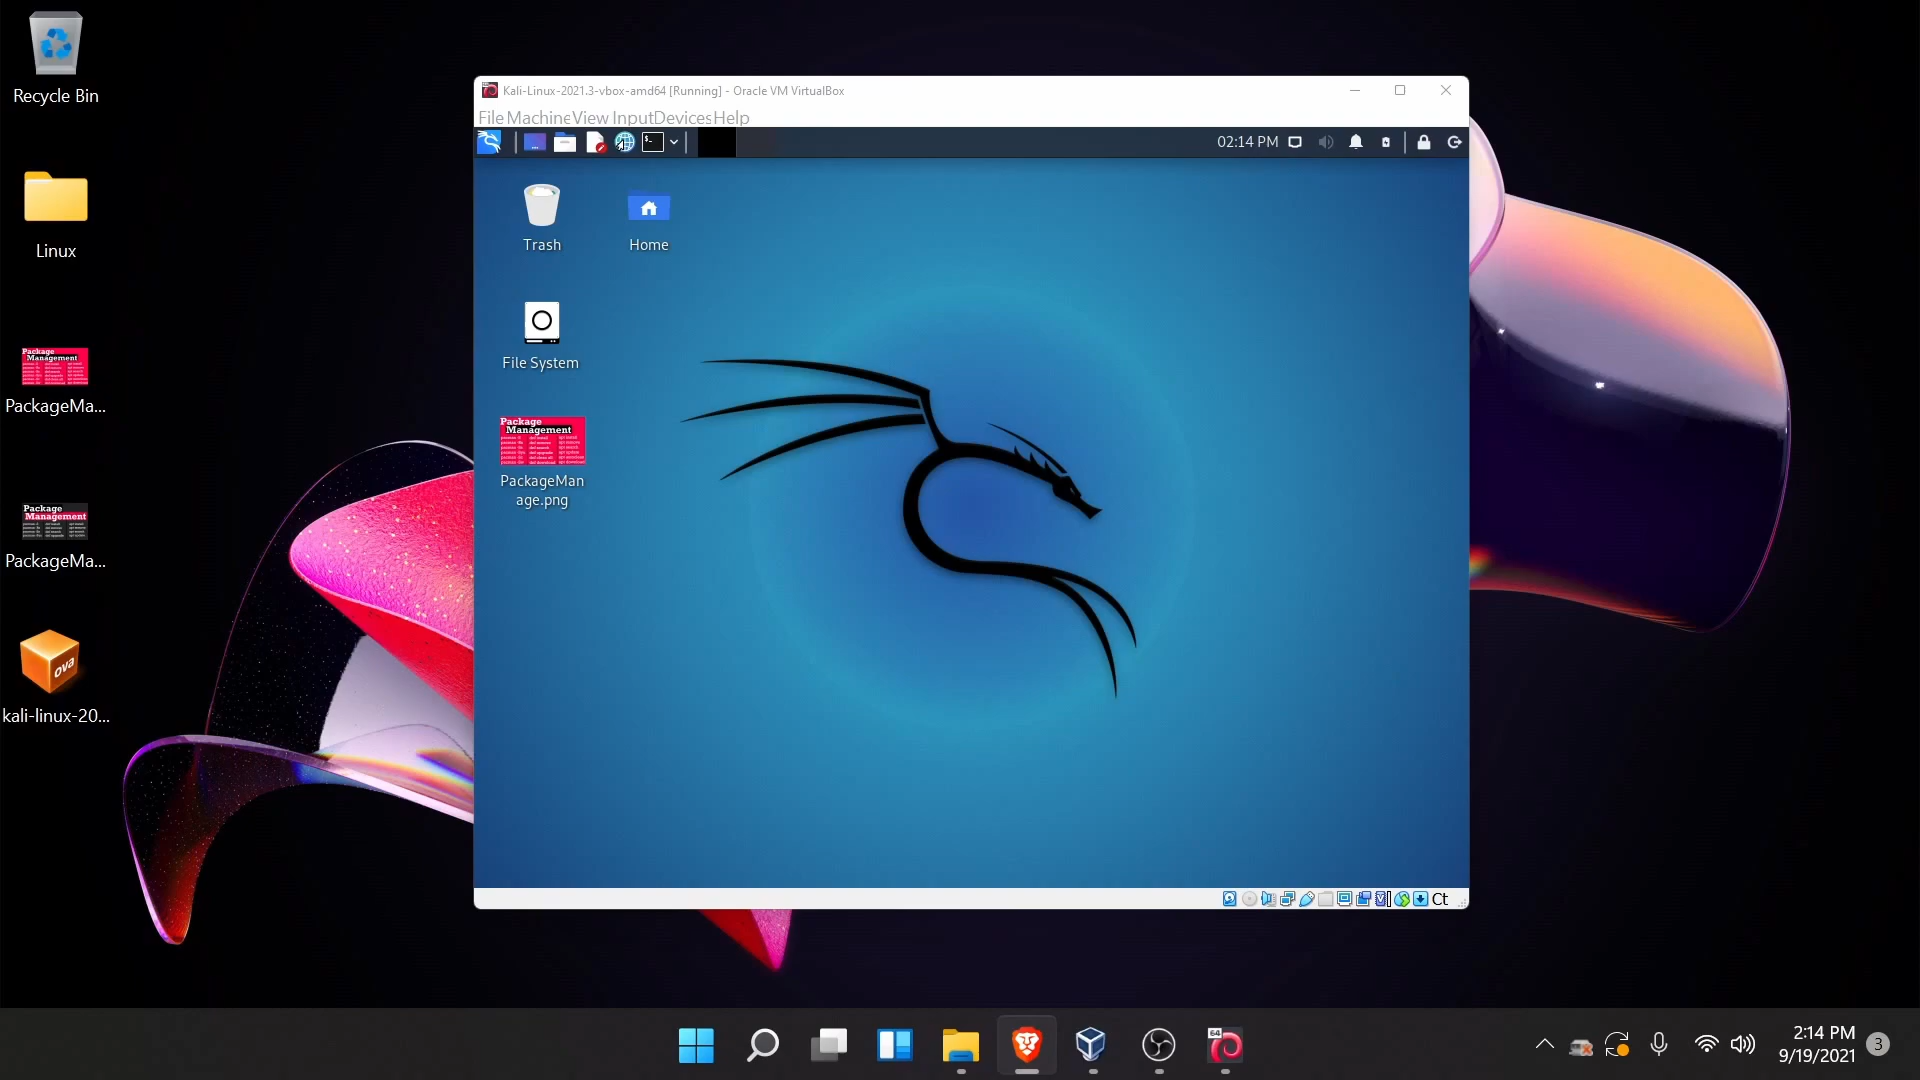 Recycle Bin
Linux
Package
Management
PackageMa...
Package
Management
PackageMa...
ova
kali-linux-20...
Kali-Linux-2021.3-vbox-amd64 [Running] - Oracle VM VirtualBox
File Machine View Input Devices Help
02:14 PM
Trash
Home
File System
Package
Management
PackageMan
age.png
Ct
64
2:14 PM
9/19/2021
3